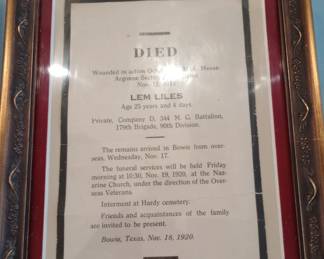 DIED
Wounded in action
Argonne
LEM LILES
Age 25 years and 4 days.
Private, Company D, 344 M. G. Battalion,
179th Brigade, 90th Division.
The remains arrived in Bowie from over-
seas, Wednesday, Nov. 17.
The funeral services will be held Friday
morning at 10:30, Nov. 19, 1920, at the Naz-
arine Church, under the direction of the Over-
seas Veterans.
Interment at Hardy cemetery.
Friends and acquaintances of the family
are invited to be present.
Bowie, Texas, Nov. 18, 1920.